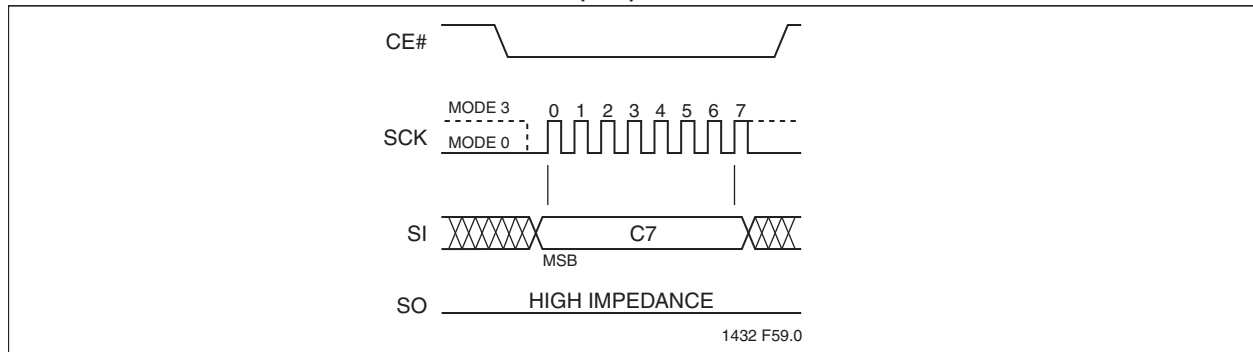 CE#
MODE 3
0 1 2 3 4 5 6 7
SCK
MODE 0
SI
C7
MSB
SO
HIGH IMPEDANCE
1432 F59.0